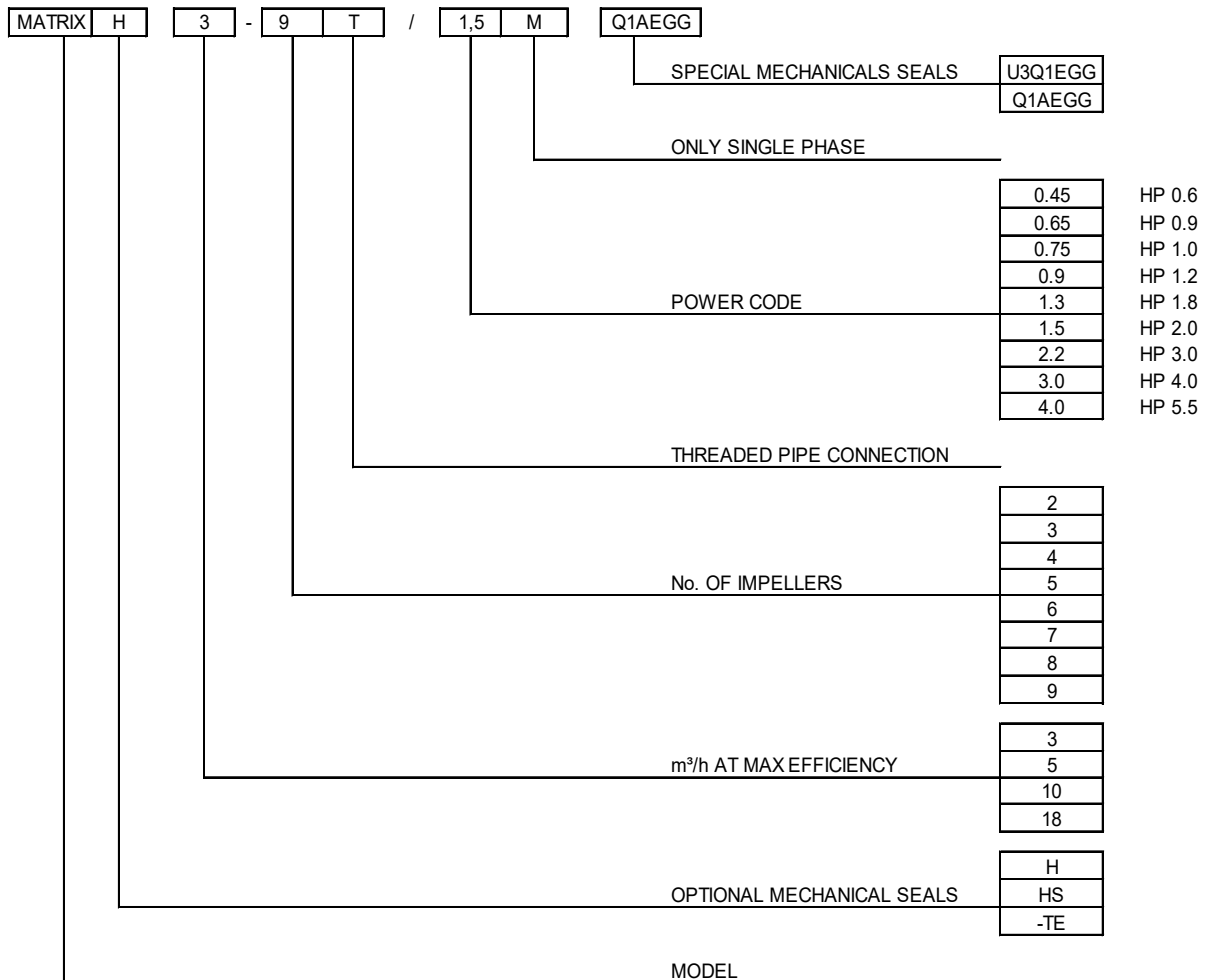 MATRIX H 3 - 9 T / 1,5 M Q1AEGG
SPECIAL MECHANICALS SEALS U3Q1EGG
Q1AEGG
ONLY SINGLE PHASE
0.45 HP 0.6
0.65 HP 0.9
0.75 HP 1.0
0.9 HP 1.2
POWER CODE 1.3 HP 1.8
1.5 HP 2.0
2.2 HP 3.0
3.0 HP 4.0
4.0 HP 5.5
THREADED PIPE CONNECTION
2
3
4
No. OF IMPELLERS 5
6
7
8
9
3
m³/h AT MAX EFFICIENCY 5
10
18
H
OPTIONAL MECHANICAL SEALS HS
-TE
MODEL